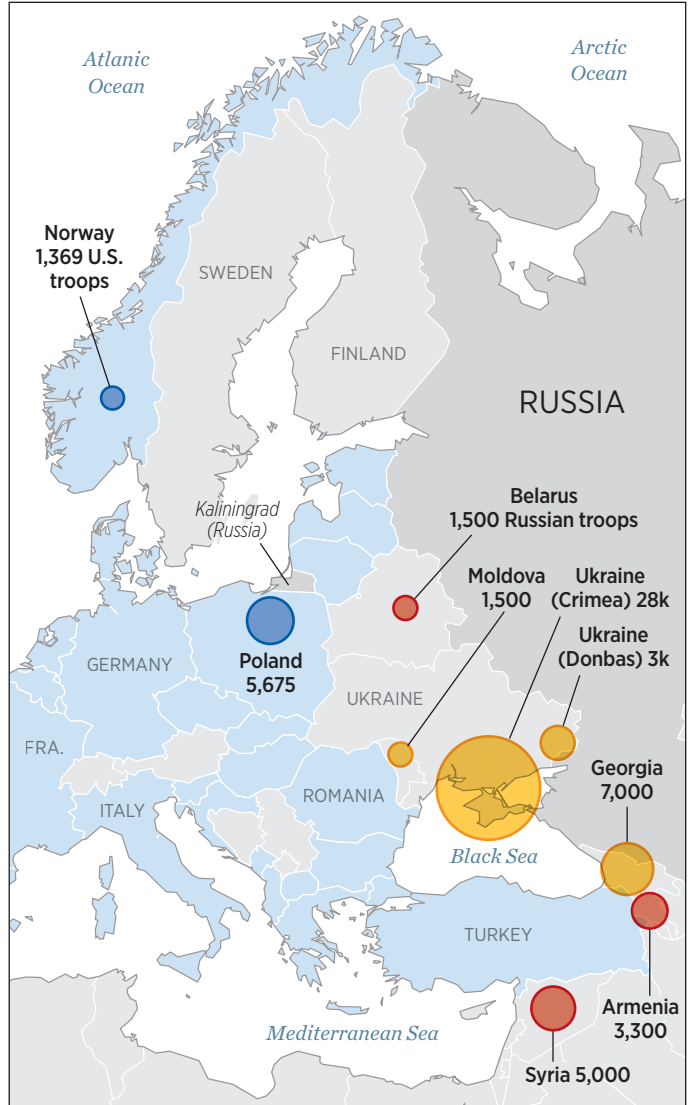 Atlanic
Ocean
Arctic
Ocean
Norway
1,369 U.S.
troops
SWEDEN
FINLAND
RUSSIA
Kaliningrad
(Russia)
Belarus
1,500 Russian troops
Moldova
1,500
Ukraine
(Crimea) 28k
Ukraine
(Donbas) 3k
Poland
5,675
GERMANY
UKRAINE
FRA.
ITALY
ROMANIA
Georgia
7,000
Black Sea
TURKEY
Armenia
3,300
Mediterranean Sea
Syria 5,000